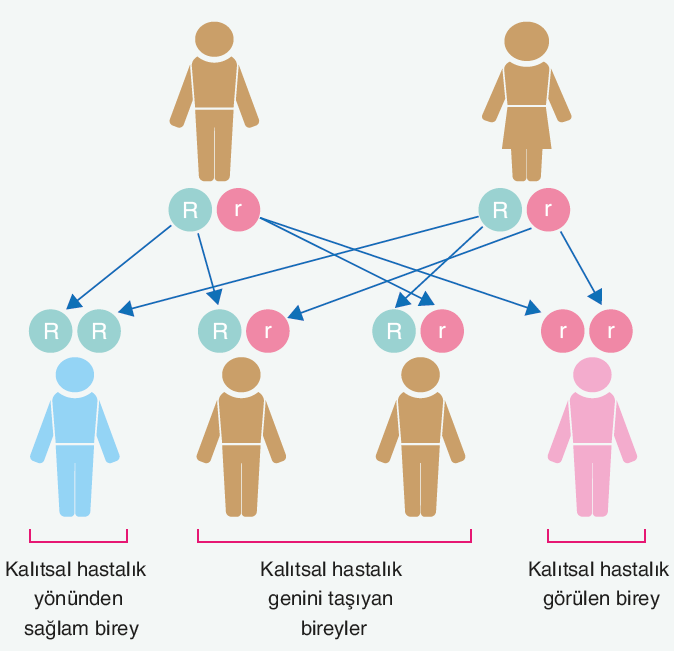 R r R r
R R R r R r r r
Kalıtsal hastalık
yönünden
sağlam birey
Kalıtsal hastalık
genini taşıyan
bireyler
Kalıtsal hastalık
görülen birey